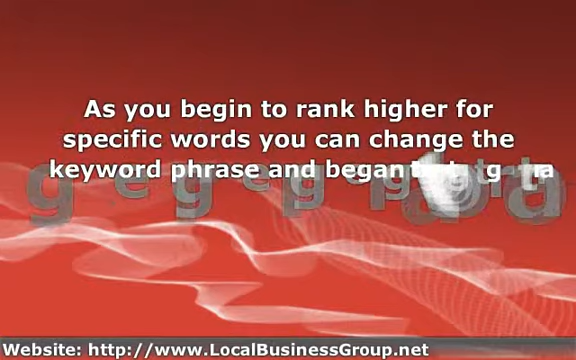 As you begin to rank higher for
specific words you can change the
keyword phrase and began
Website: http://www.LocalBusinessGroup.net